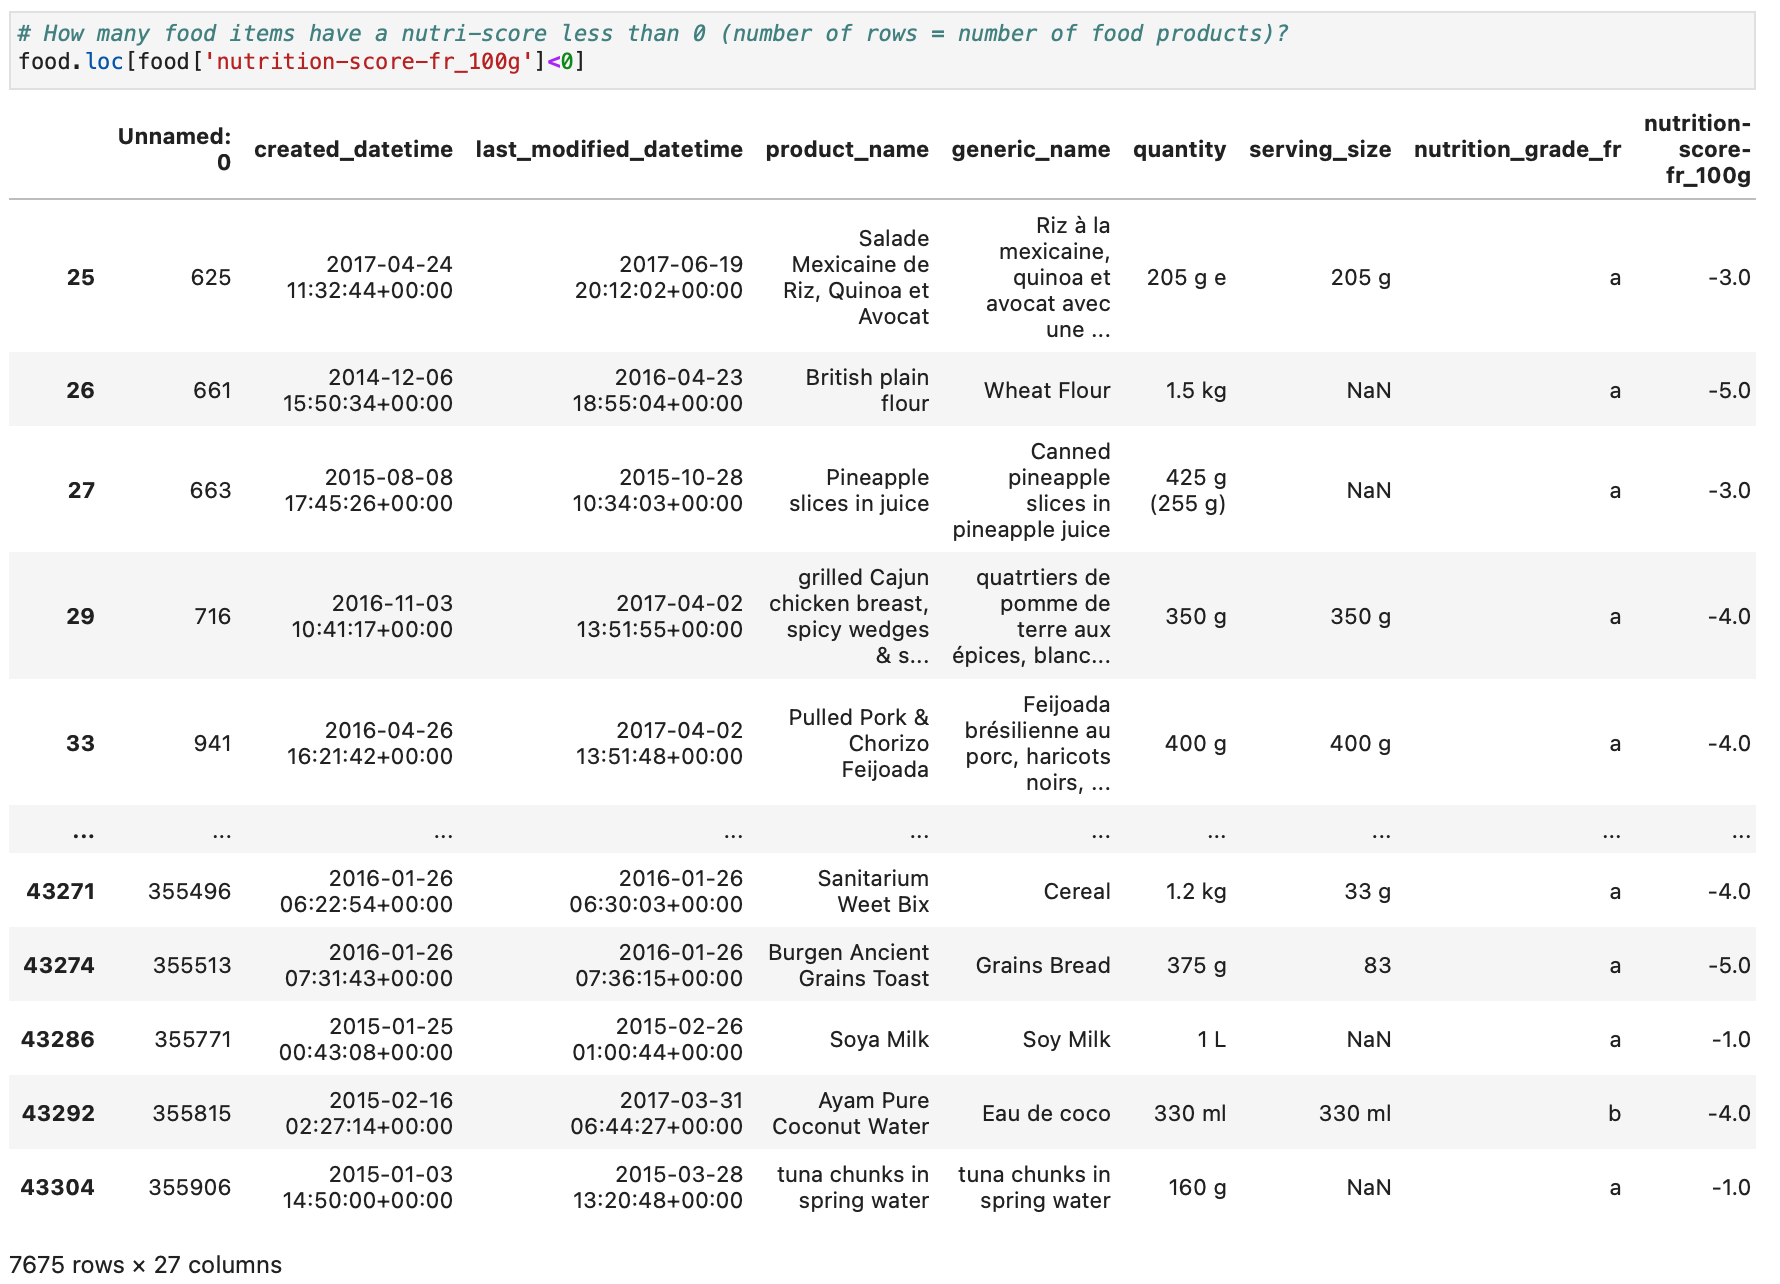 # How many food items have a nutri-score less than 0 (number of rows = number of food products)?
food.loc[food['nutrition-score-fr_100g']<0]
Unnamed: 0 created_datetime last_modified_datetime product_name generic_name quantity serving_size nutrition_grade_fr nutrition-score-fr_100g
25 625 2017-04-24 11:32:44+00:00 2017-06-19 20:12:02+00:00 Salade Mexicaine de Riz, Quinoa et Avocat Riz à la mexicaine, quinoa et avocat avec une ... 205 g e 205 g a -3.0
26 661 2014-12-06 15:50:34+00:00 2016-04-23 18:55:04+00:00 British plain flour Wheat Flour 1.5 kg NaN a -5.0
27 663 2015-08-08 17:45:26+00:00 2015-10-28 10:34:03+00:00 Pineapple slices in juice Canned pineapple slices in pineapple juice 425 g (255 g) NaN a -3.0
29 716 2016-11-03 10:41:17+00:00 2017-04-02 13:51:55+00:00 grilled Cajun chicken breast, spicy wedges & s... quatrtiers de pomme de terre aux épices, blanc... 350 g 350 g a -4.0
33 941 2016-04-26 16:21:42+00:00 2017-04-02 13:51:48+00:00 Pulled Pork & Chorizo Feijoada Feijoada brésilienne au porc, haricots noirs, ... 400 g 400 g a -4.0
... ... ... ... ... ... ... ... ... ...
43271 355496 2016-01-26 06:22:54+00:00 2016-01-26 06:30:03+00:00 Sanitarium Weet Bix Cereal 1.2 kg 33 g a -4.0
43274 355513 2016-01-26 07:31:43+00:00 2016-01-26 07:36:15+00:00 Burgen Ancient Grains Toast Grains Bread 375 g 83 a -5.0
43286 355771 2015-01-25 00:43:08+00:00 2015-02-26 01:00:44+00:00 Soya Milk Soy Milk 1 L NaN a -1.0
43292 355815 2015-02-16 02:27:14+00:00 2017-03-31 06:44:27+00:00 Ayam Pure Coconut Water Eau de coco 330 ml 330 ml b -4.0
43304 355906 2015-01-03 14:50:00+00:00 2015-03-28 13:20:48+00:00 tuna chunks in spring water tuna chunks in spring water 160 g NaN a -1.0
7675 rows × 27 columns